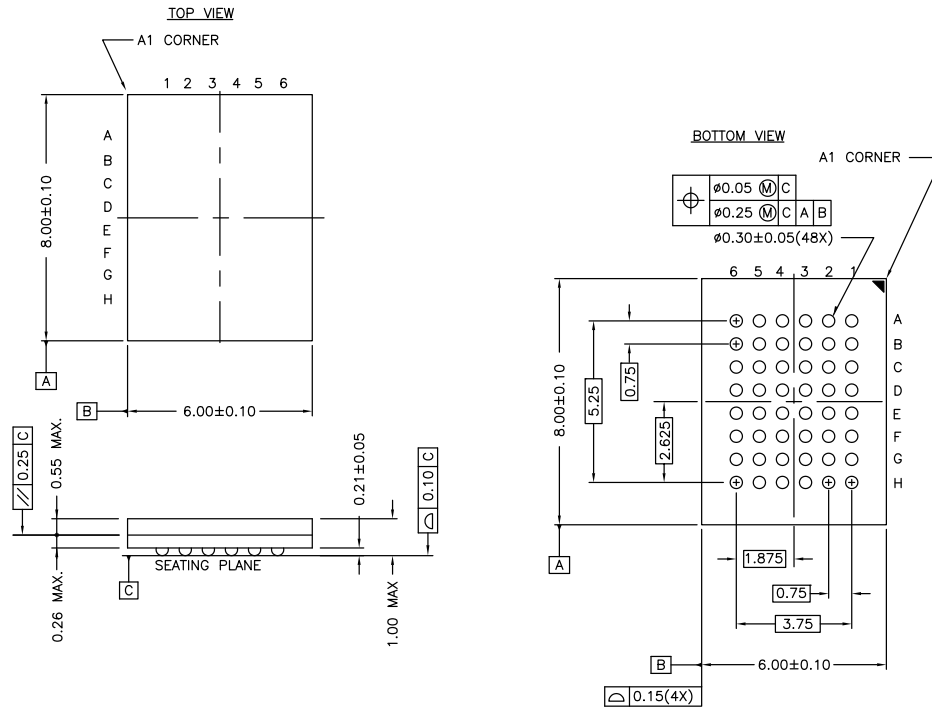 TOP VIEW
A1 CORNER
1 2 3 4 5 6
A
B
C
D
E
F
G
H
8.00±0.10
A
B
6.00±0.10
// 0.25 C
0.55 MAX.
0.26 MAX.
SEATING PLANE
C
0.21±0.05
0.10 C
1.00 MAX
BOTTOM VIEW
A1 CORNER
ø0.05 Ⓜ C
ø0.25 Ⓜ C A B
ø0.30±0.05(48X)
6 5 4 3 2 1
A
B
C
D
E
F
G
H
8.00±0.10
5.25
0.75
2.625
A
1.875
0.75
3.75
B
6.00±0.10
0.15(4X)